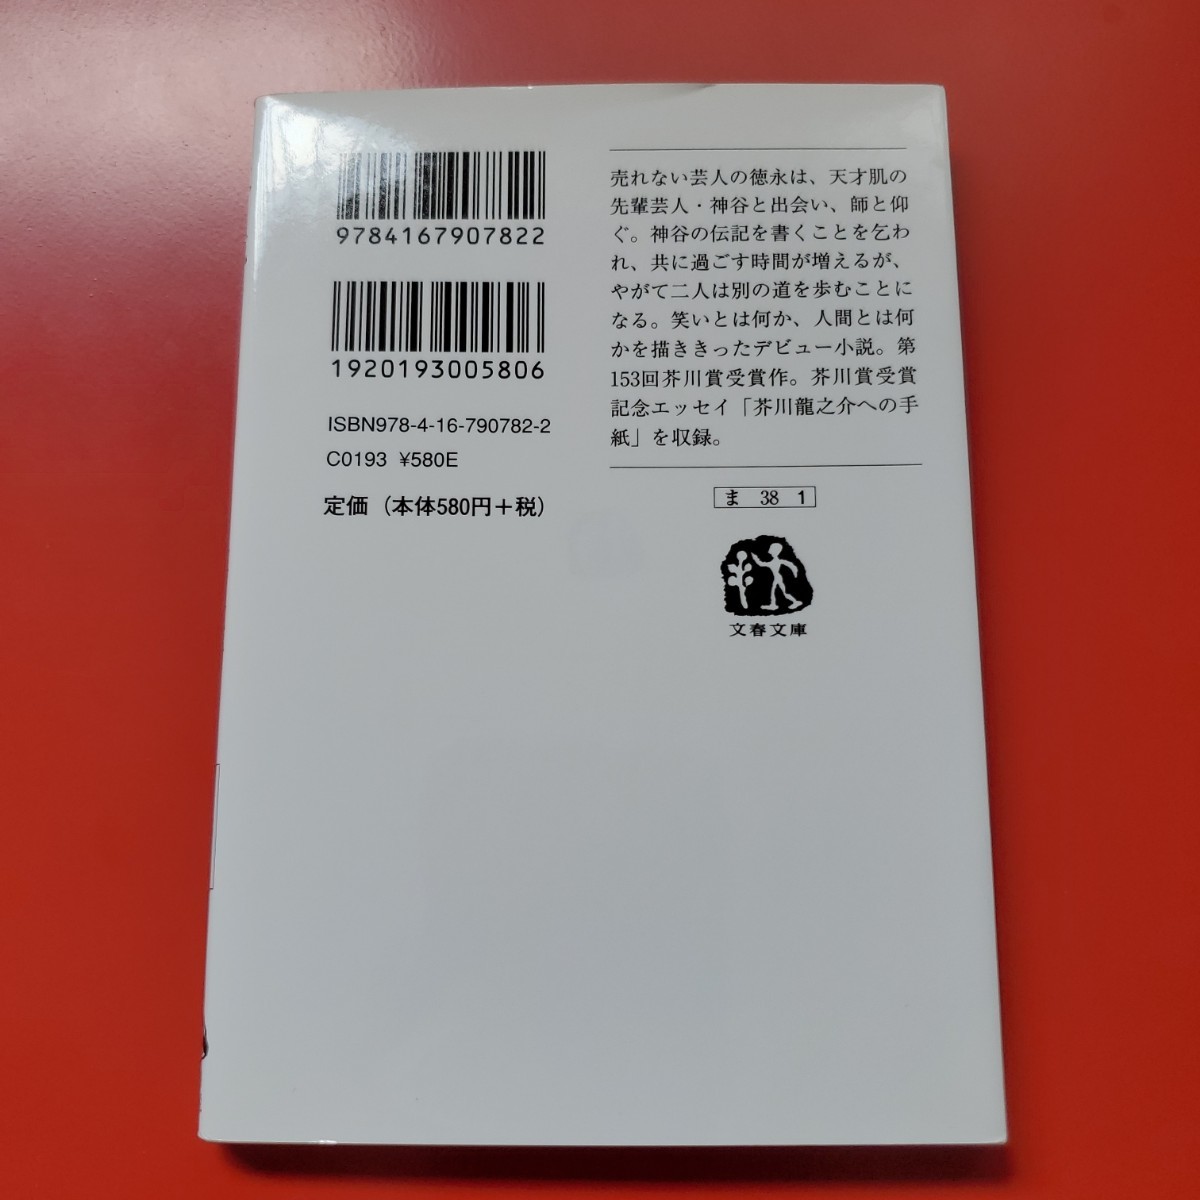 9784167907822
1920193005806
ISBN978-4-16-790782-2
C0193 ¥580E
定価（本体580円＋税）
売れない芸人の徳永は、天才肌の
先輩芸人・神谷と出会い、師と仰
ぐ。神谷の伝記を書くことを乞わ
れ、共に過ごす時間が増えるが、
やがて二人は別の道を歩むことに
なる。笑いとは何か、人間とは何
かを描ききったデビュー小説。第
153回芥川賞受賞作。芥川賞受賞
記念エッセイ「芥川龍之介への手
紙」を収録。
ま 38 1
文春文庫